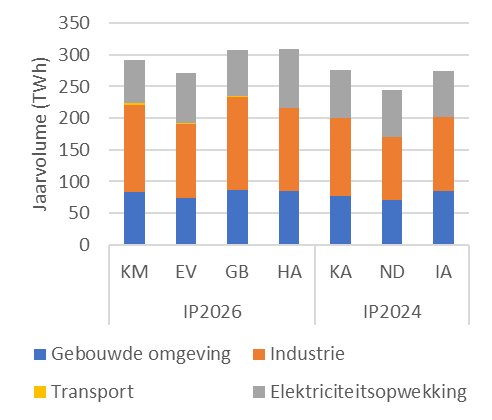 350
300
250
200
150
100
50
0
Jaarvolume (TWh)
KM EV GB HA KA ND IA
IP2026 IP2024
Gebouwde omgeving Industrie
Transport Elektriciteitsopwekking